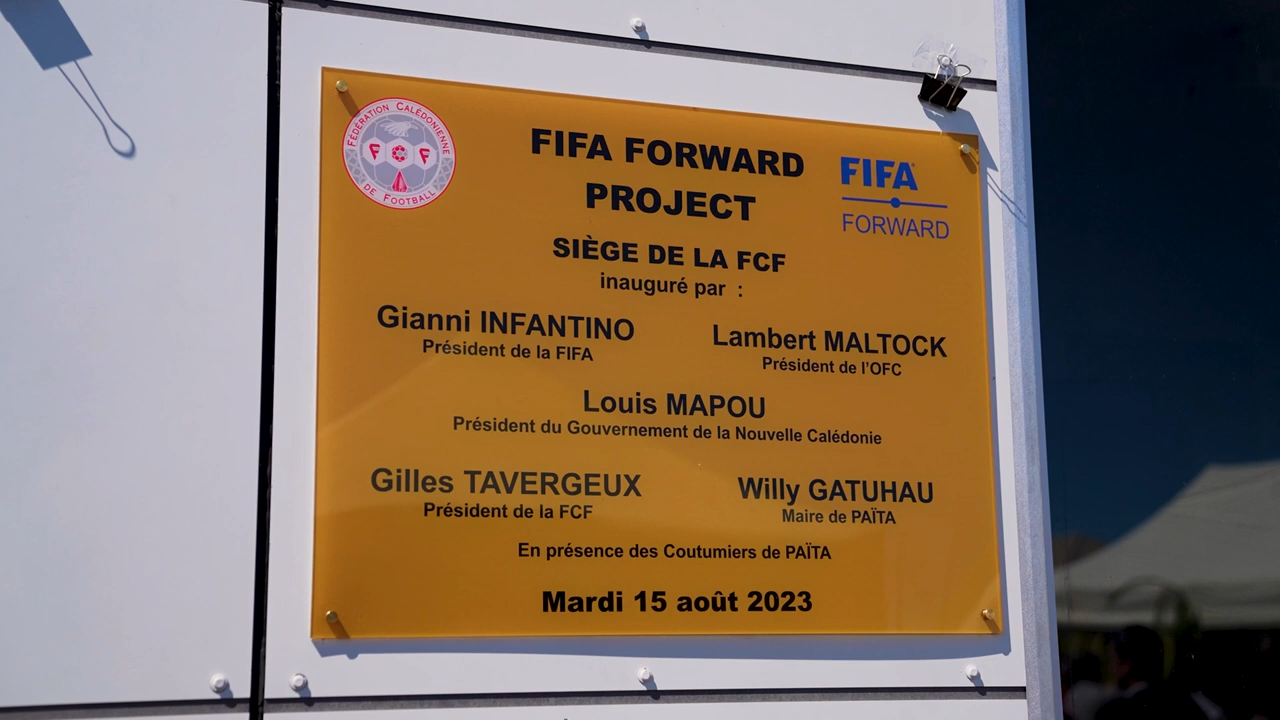 FÉDÉRATION CALÉDONIENNE
F F
DE FOOTBALL
FIFA FORWARD
PROJECT
FIFA
FORWARD
SIÈGE DE LA FCF
inauguré par :
Gianni INFANTINO
Président de la FIFA
Lambert MALTOCK
Président de l'OFC
Louis MAPOU
Président du Gouvernement de la Nouvelle Calédonie
Gilles TAVERGEUX
Président de la FCF
Willy GATUHAU
Maire de PAÏTA
En présence des Coutumiers de PAÏTA
Mardi 15 août 2023